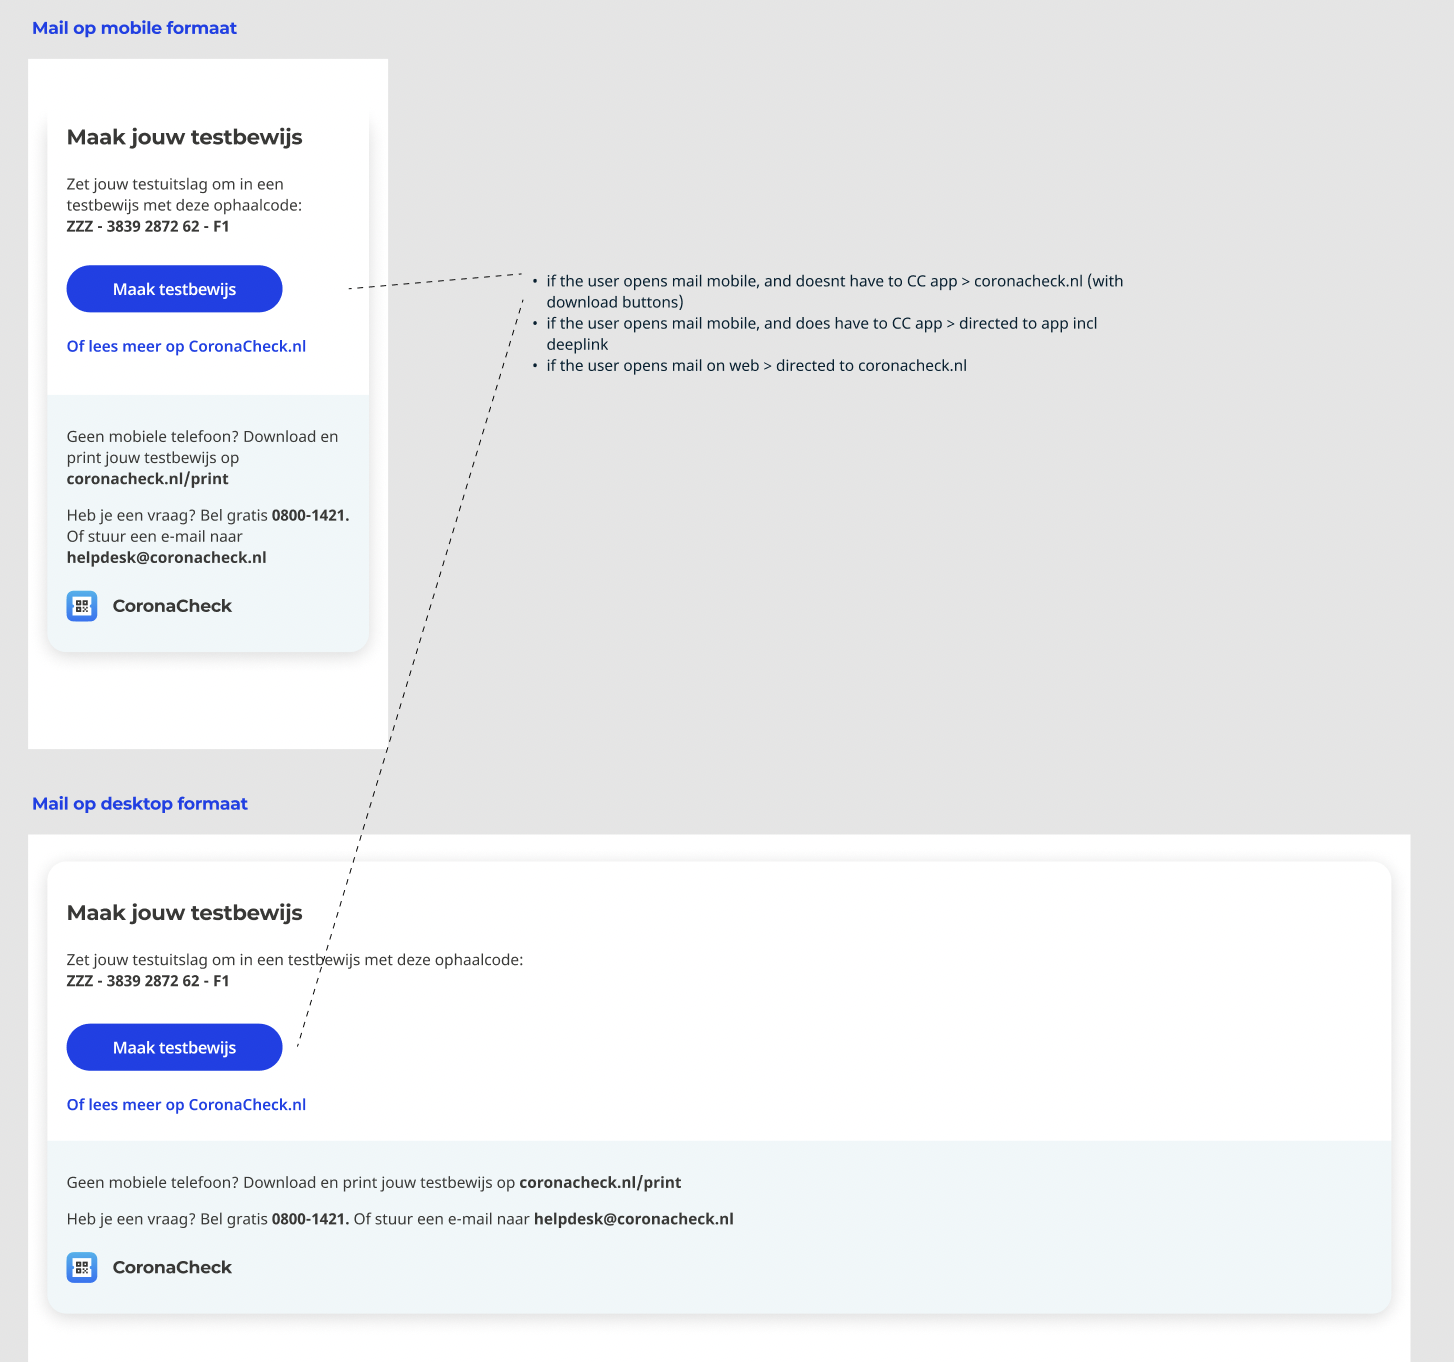 Mail op mobile formaat
Maak jouw testbewijs
Zet jouw testuitslag om in een
testbewijs met deze ophaalcode:
ZZZ - 3839 2872 62 - F1
Maak testbewijs
Of lees meer op CoronaCheck.nl
Geen mobiele telefoon? Download en
print jouw testbewijs op
coronacheck.nl/print
Heb je een vraag? Bel gratis 0800-1421.
Of stuur een e-mail naar
helpdesk@coronacheck.nl
CoronaCheck
• if the user opens mail mobile, and doesnt have to CC app > coronacheck.nl (with
download buttons)
• if the user opens mail mobile, and does have to CC app > directed to app incl
deeplink
• if the user opens mail on web > directed to coronacheck.nl
Mail op desktop formaat
Maak jouw testbewijs
Zet jouw testuitslag om in een testbewijs met deze ophaalcode:
ZZZ - 3839 2872 62 - F1
Maak testbewijs
Of lees meer op CoronaCheck.nl
Geen mobiele telefoon? Download en print jouw testbewijs op coronacheck.nl/print
Heb je een vraag? Bel gratis 0800-1421. Of stuur een e-mail naar helpdesk@coronacheck.nl
CoronaCheck